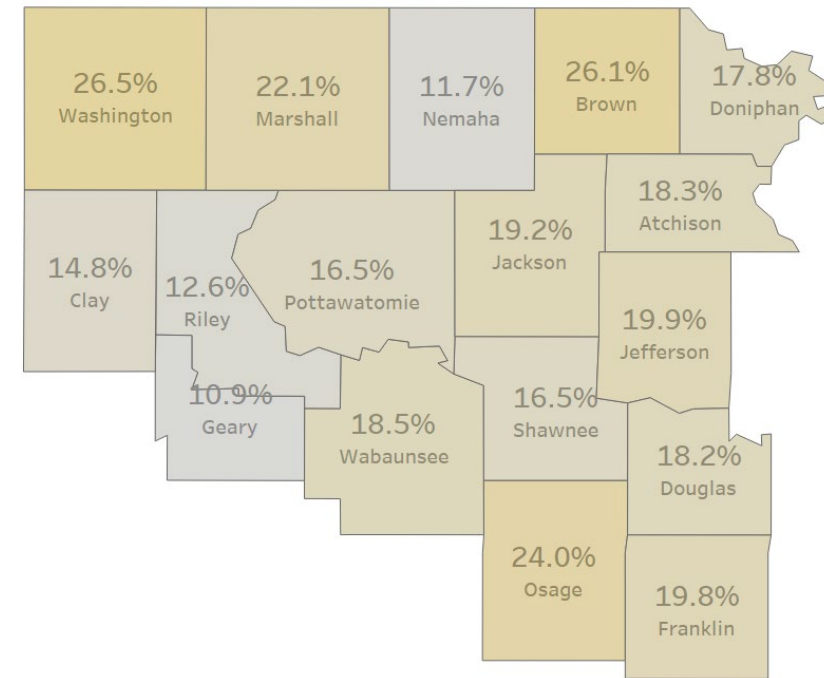 26.5%
Washington
22.1%
Marshall
11.7%
Nemaha
26.1%
Brown
17.8%
Doniphan
18.3%
Atchison
19.2%
Jackson
14.8%
Clay
12.6%
Riley
16.5%
Pottawatomie
19.9%
Jefferson
10.9%
Geary
18.5%
Wabaunsee
16.5%
Shawnee
18.2%
Douglas
24.0%
Osage
19.8%
Franklin